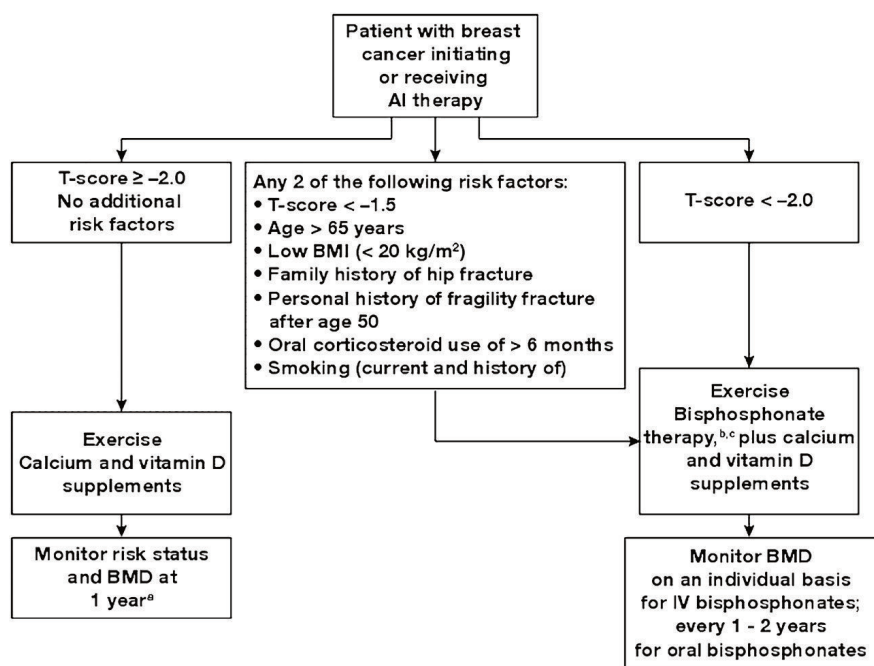 Patient with breast
cancer initiating
or receiving
AI therapy
T-score ≥ –2.0
No additional
risk factors
Any 2 of the following risk factors:
• T-score < –1.5
• Age > 65 years
• Low BMI (< 20 kg/m²)
• Family history of hip fracture
• Personal history of fragility fracture
after age 50
• Oral corticosteroid use of > 6 months
• Smoking (current and history of)
T-score < –2.0
Exercise
Calcium and vitamin D
supplements
Exercise
Bisphosphonate
therapy,ᵇ,ᶜ plus calcium
and vitamin D
supplements
Monitor risk status
and BMD at
1 yearᵃ
Monitor BMD
on an individual basis
for IV bisphosphonates;
every 1 - 2 years
for oral bisphosphonates